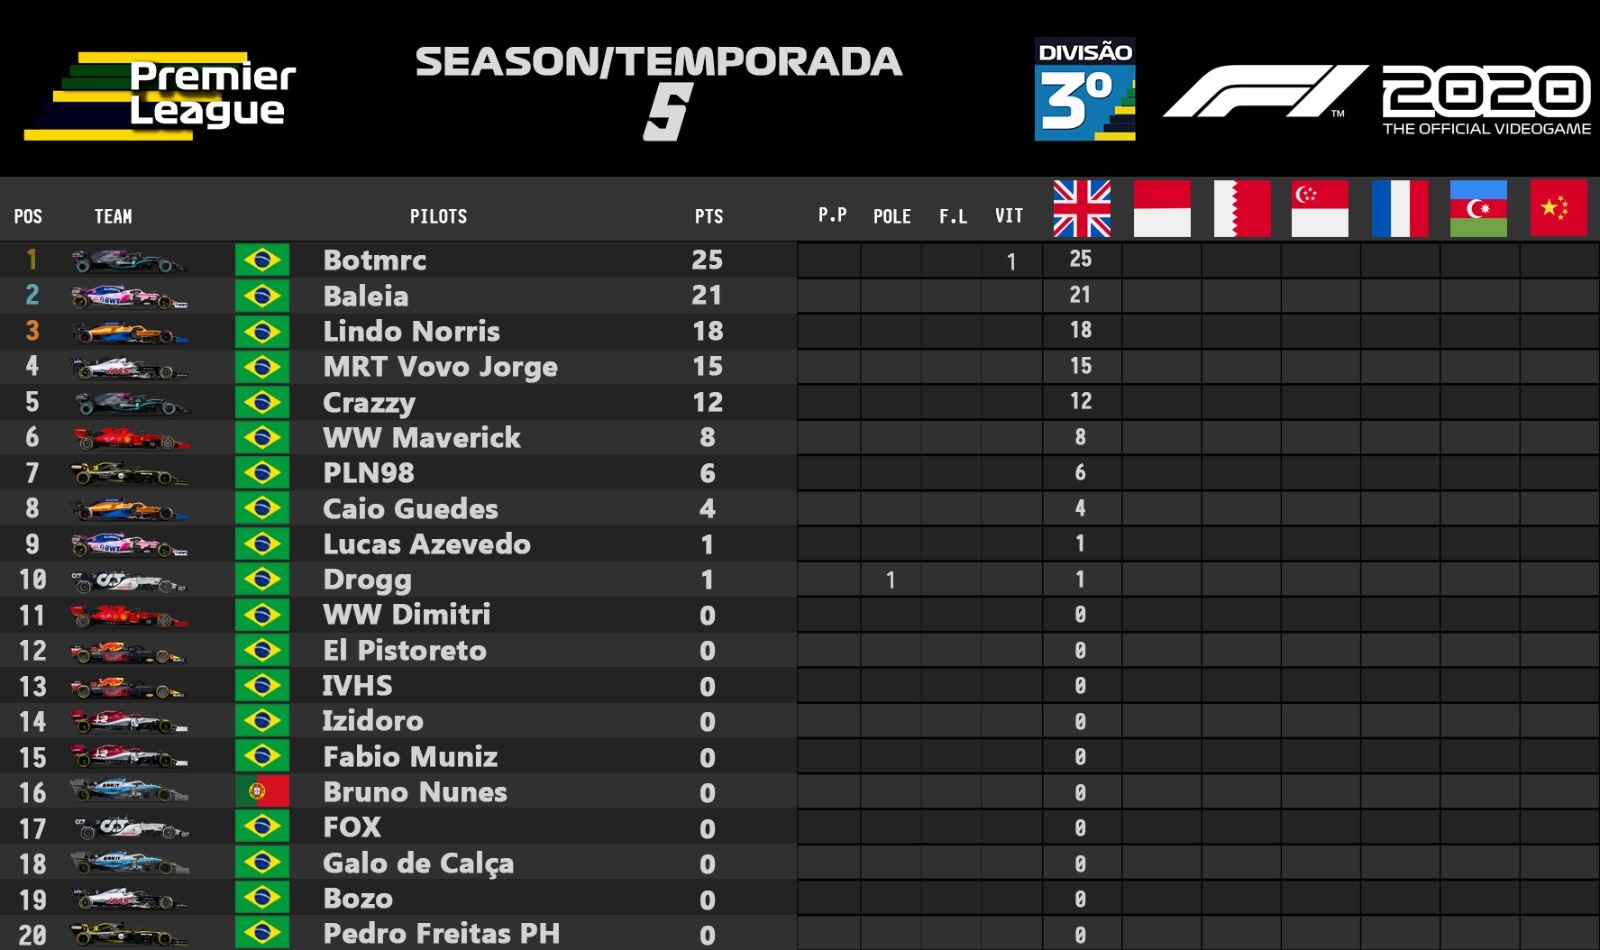 Premier
League
SEASON/TEMPORADA
5
DIVISÃO
3º
F1 ™
2020
THE OFFICIAL VIDEOGAME
POS TEAM PILOTS PTS P.P POLE F.L VIT
1 Botmrc 25 1 25
2 Baleia 21 21
3 Lindo Norris 18 18
4 MRT Vovo Jorge 15 15
5 Crazzy 12 12
6 WW Maverick 8 8
7 PLN98 6 6
8 Caio Guedes 4 4
9 Lucas Azevedo 1 1
10 Drogg 1 1 1
11 WW Dimitri 0 0
12 El Pistoreto 0 0
13 IVHS 0 0
14 Izidoro 0 0
15 Fabio Muniz 0 0
16 Bruno Nunes 0 0
17 FOX 0 0
18 Galo de Calça 0 0
19 Bozo 0 0
20 Pedro Freitas PH 0 0